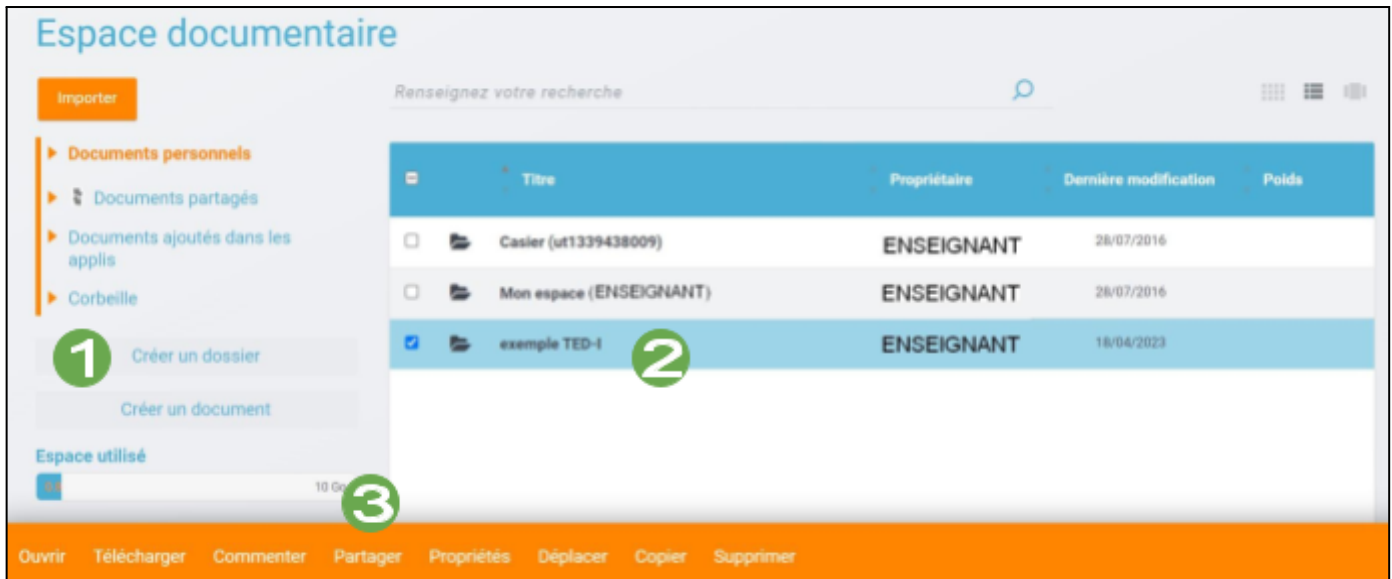 Espace documentaire
Importer
Renseignez votre recherche
Documents personnels
Documents partagés
Documents ajoutés dans les
applis
Corbeille
1 Créer un dossier
Créer un document
Espace utilisé
10 Go
Titre Propriétaire Dernière modification Poids
Casier (ut1339438009) ENSEIGNANT 28/07/2016
Mon espace (ENSEIGNANT) ENSEIGNANT 28/07/2016
exemple TED-I 2 ENSEIGNANT 18/04/2023
3
Ouvrir Télécharger Commenter Partager Propriétés Déplacer Copier Supprimer